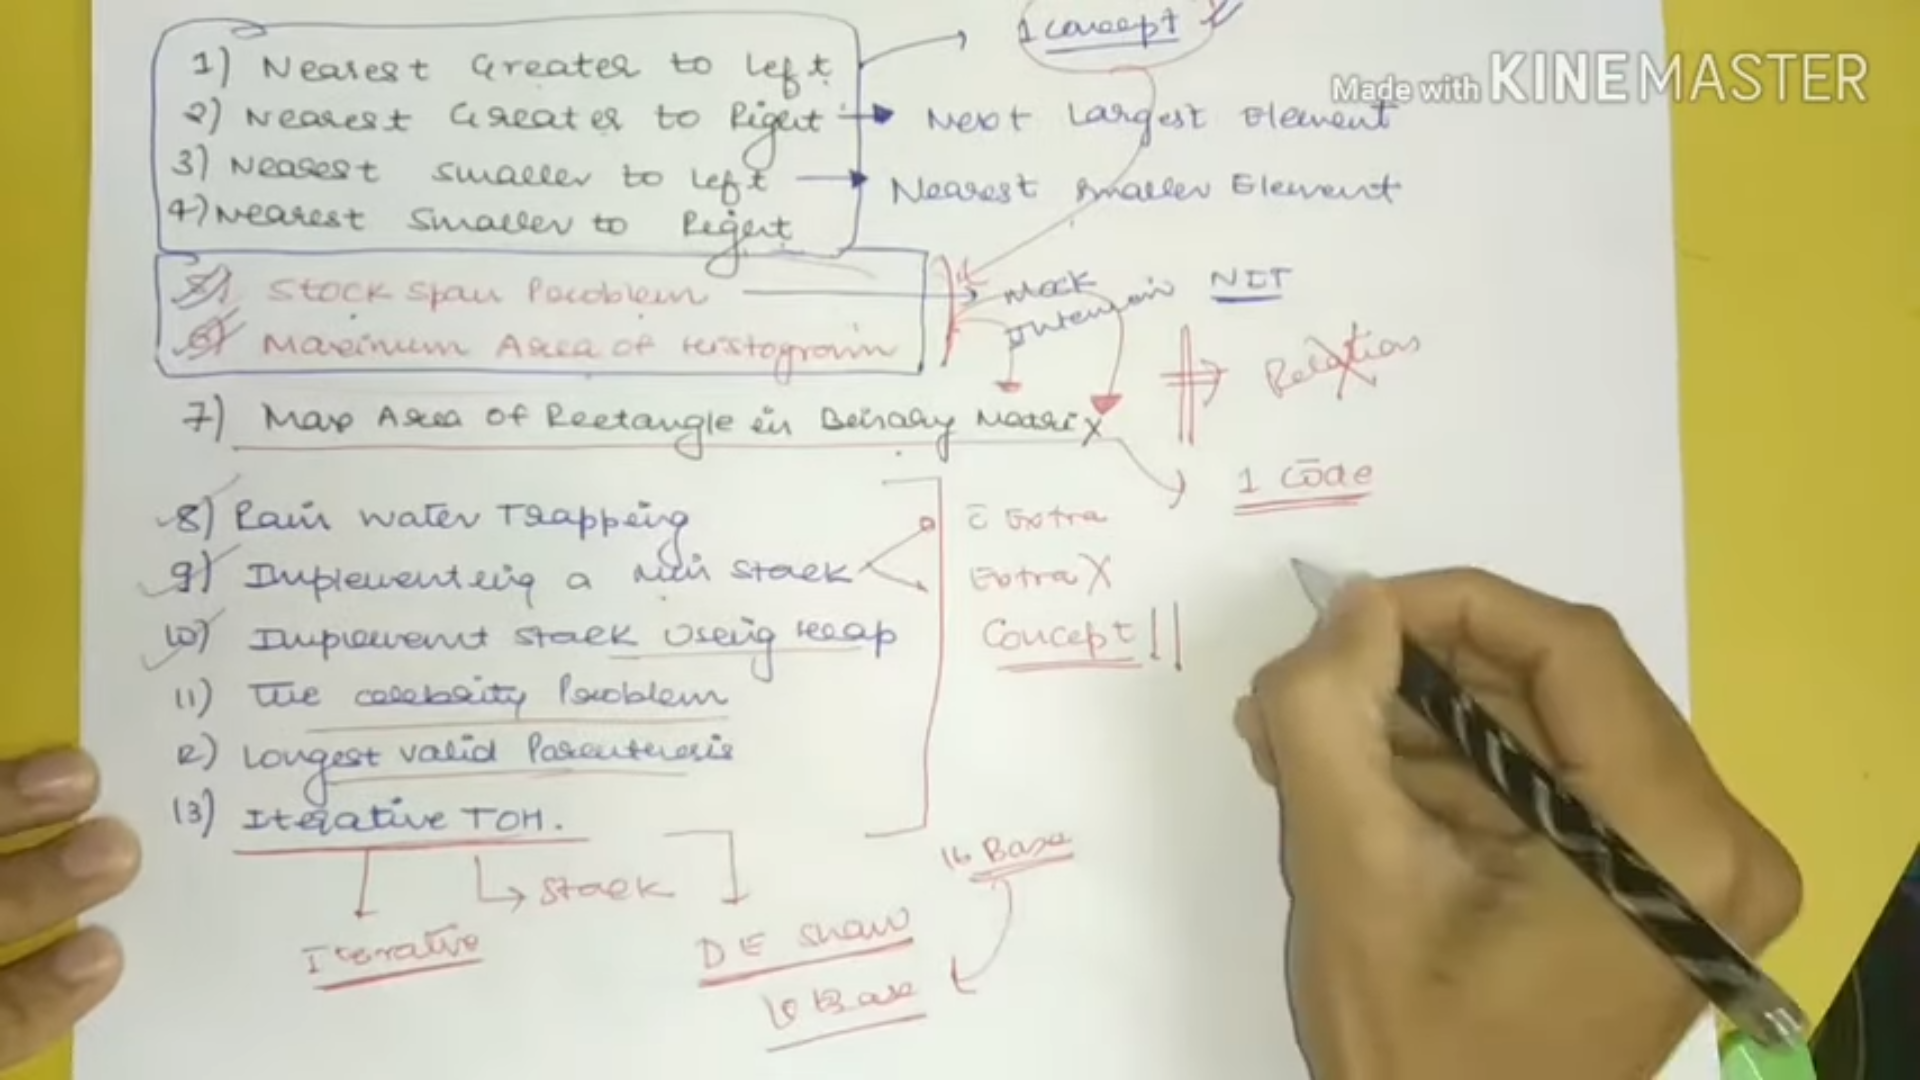 1 concept
Made with KINEMASTER
1) Nearest Greater to left
2) Nearest Greater to Right → Next Largest Element
3) Nearest smaller to left → Nearest smaller Element
4) Nearest smaller to Right
5) Stock span Problem → Mock Interview NIT
6) Maximum Area of Histogram
Relation
7) Max Area of Rectangle in Binary Matrix
1 Code
8) Rain water Trapping
c̄ Extra
9) Implementing a Min stack
Extra X
10) Implement stack Using Heap
Concept !!
11) The celebrity Problem
12) Longest valid Parenthesis
13) Iterative TOH.
16 Base
→ Stack
Iterative
DE Shaw
Base